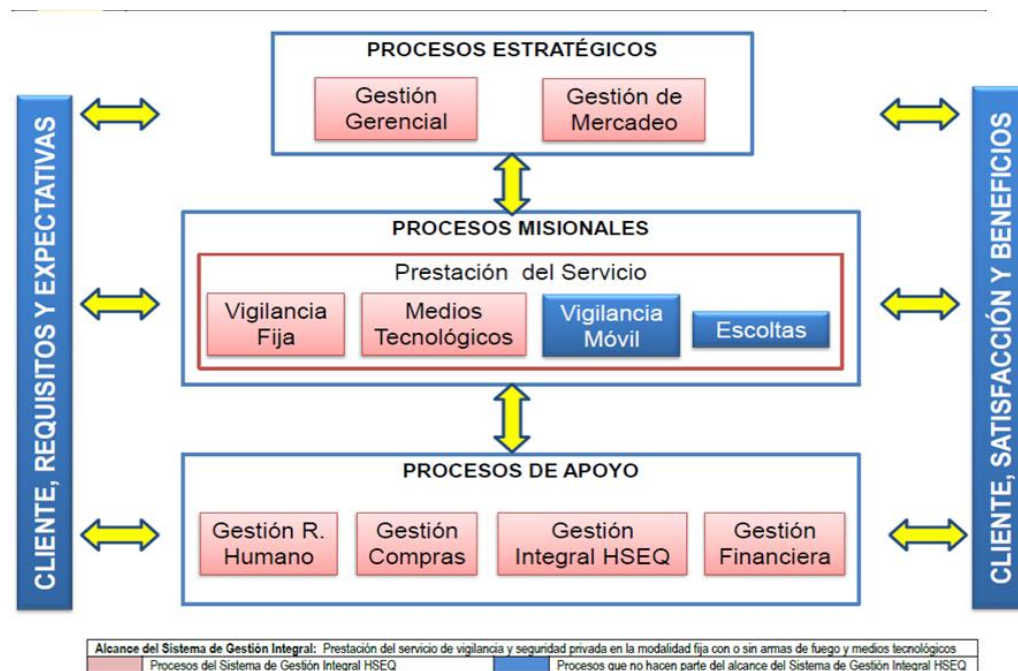 PROCESOS ESTRATÉGICOS
Gestión
Gerencial
Gestión de
Mercadeo
CLIENTE, REQUISITOS Y EXPECTATIVAS
PROCESOS MISIONALES
Prestación del Servicio
Vigilancia
Fija
Medios
Tecnológicos
Vigilancia
Móvil
Escoltas
PROCESOS DE APOYO
Gestión R.
Humano
Gestión
Compras
Gestión
Integral HSEQ
Gestión
Financiera
CLIENTE, SATISFACCIÓN Y BENEFICIOS
Alcance del Sistema de Gestión Integral: Prestación del servicio de vigilancia y seguridad privada en la modalidad fija con o sin armas de fuego y medios tecnológicos
Procesos del Sistema de Gestión Integral HSEQ
Procesos que no hacen parte del alcance del Sistema de Gestión Integral HSEQ